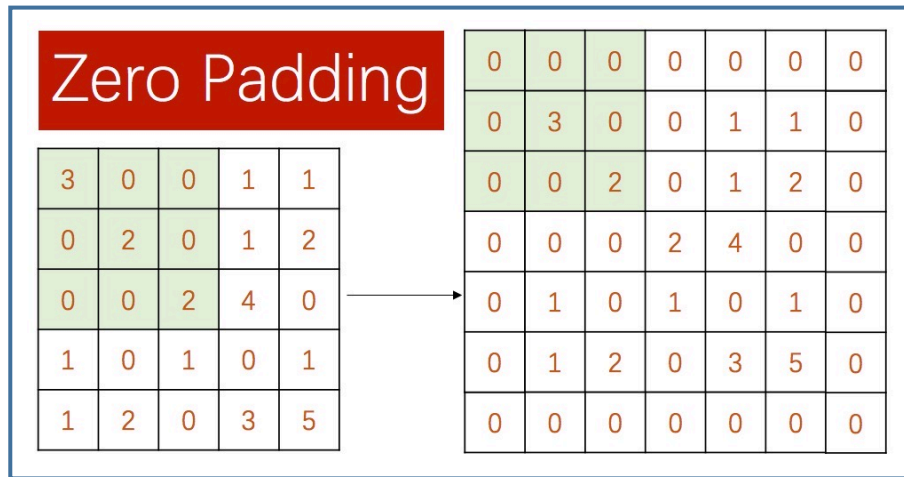 Zero Padding
3 0 0 1 1
0 2 0 1 2
0 0 2 4 0
1 0 1 0 1
1 2 0 3 5
0 0 0 0 0 0 0
0 3 0 0 1 1 0
0 0 2 0 1 2 0
0 0 0 2 4 0 0
0 1 0 1 0 1 0
0 1 2 0 3 5 0
0 0 0 0 0 0 0